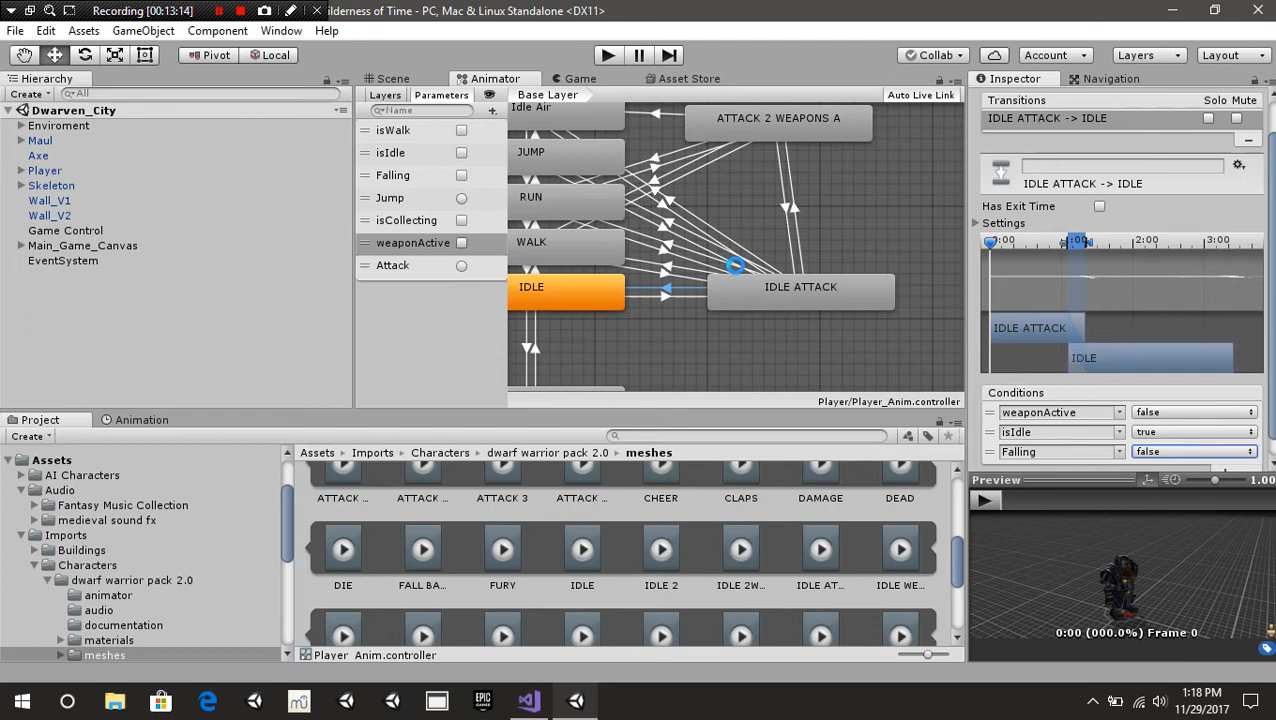 Recording [00:13:14]
ilderness of Time - PC, Mac & Linux Standalone <DX11>
File Edit Assets GameObject Component Window Help
Pivot Local Collab Account Layers Layout
Hierarchy
Create All
Dwarven_City
Enviroment
Maul
Axe
Player
Skeleton
Wall_V1
Wall_V2
Game Control
Main_Game_Canvas
EventSystem
Scene Animator Game Asset Store
Layers Parameters Base Layer Auto Live Link
Name
isWalk
isIdle
Falling
Jump
isCollecting
weaponActive
Attack
Idle Air
JUMP
RUN
WALK
IDLE
ATTACK 2 WEAPONS A
IDLE ATTACK
Player/Player_Anim.controller
Inspector Navigation
Transitions Solo Mute
IDLE ATTACK -> IDLE
IDLE ATTACK -> IDLE
Has Exit Time
Settings
0:00 1:00 2:00 3:00
IDLE ATTACK
IDLE
Conditions
weaponActive false
isIdle true
Falling false
Preview 1.00
0:00 (000.0%) Frame 0
Project Animation
Create
Assets
AI Characters
Audio
Fantasy Music Collection
medieval sound fx
Imports
Buildings
Characters
dwarf warrior pack 2.0
animator
audio
documentation
materials
meshes
Assets Imports Characters dwarf warrior pack 2.0 meshes
ATTACK ... ATTACK ... ATTACK 3 ATTACK ... CHEER CLAPS DAMAGE DEAD
DIE FALL BA... FURY IDLE IDLE 2 IDLE 2W... IDLE AT... IDLE WE...
Player_Anim.controller
mi
EPIC GAMES
1:18 PM
11/29/2017